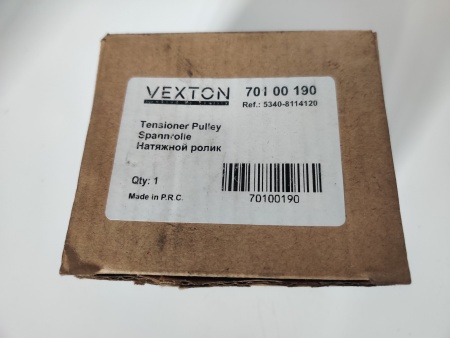 VEXTON
701 00 190
Ref.: 5340-8114120
Tensioner Pulley
Spannrolle
Натяжной ролик
Qty: 1
Made in P.R.C.
70100190